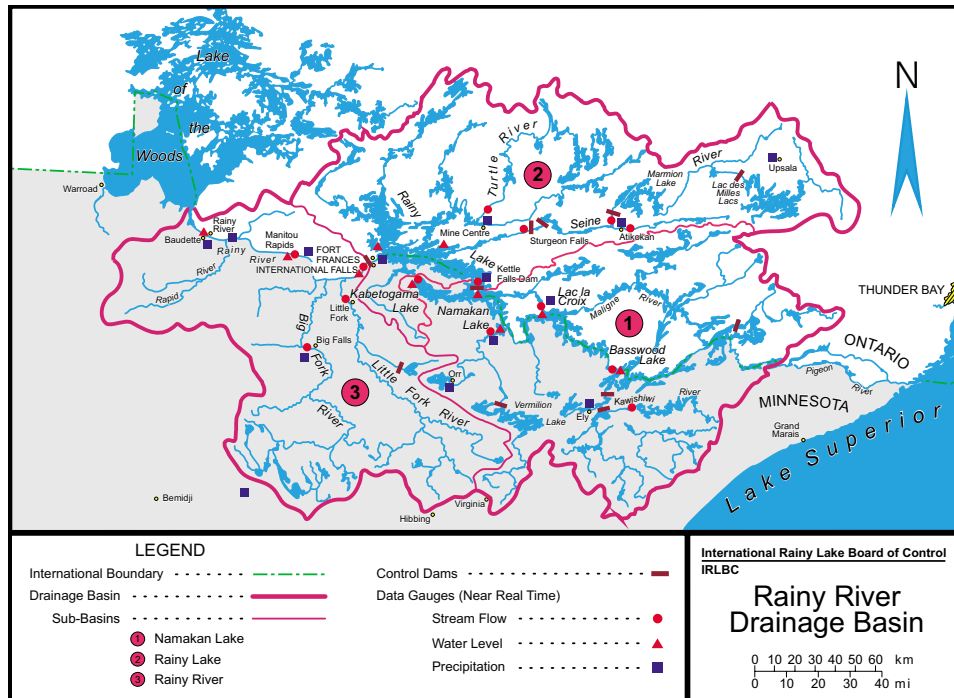 Lake
of
the
Woods
Warroad
N
River
Turtle
2
River
Marmion
Lake
Lac des
Milles
Lacs
Upsala
Rainy
Seine
Mine Centre
Sturgeon Falls
Atikokan
Rainy
River
Baudette
Manitou
Rapids
Rainy
River
FORT
FRANCES
INTERNATIONAL FALLS
River
Rapid
Lake
Kettle
Falls Dam
Kabetogama
Lake
Little
Fork
Namakan
Lake
Lac la
Croix
Maligne
River
1
THUNDER BAY
Basswood
Lake
ONTARIO
Pigeon
River
MINNESOTA
Big
Fork
River
Big Falls
3
Little
Fork
River
Orr
Vermilion
Lake
Ely
Kawishiwi
River
Grand
Marais
Lake Superior
Bemidji
Virginia
Hibbing
LEGEND
International Boundary
Drainage Basin
Sub-Basins
1 Namakan Lake
2 Rainy Lake
3 Rainy River
Control Dams
Data Gauges (Near Real Time)
Stream Flow
Water Level
Precipitation
International Rainy Lake Board of Control
IRLBC
Rainy River
Drainage Basin
0 10 20 30 40 50 60 km
0 10 20 30 40 mi